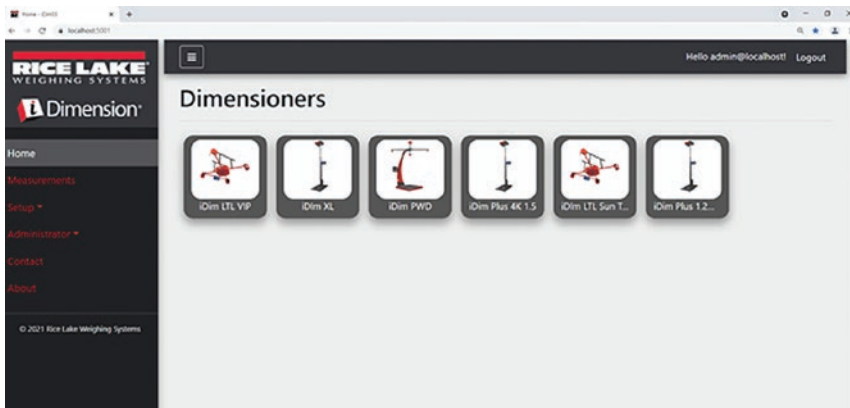 Home - iDimSS
localhost:5001
RICE LAKE
WEIGHING SYSTEMS
iDimension
Hello admin@localhost! Logout
Dimensioners
Home
Measurements
Setup
Administrator
Contact
About
© 2021 Rice Lake Weighing Systems
iDim LTL VIP
iDim XL
iDim PWD
iDim Plus 4K 1.5
iDim LTL Sun T...
iDim Plus 1.2...